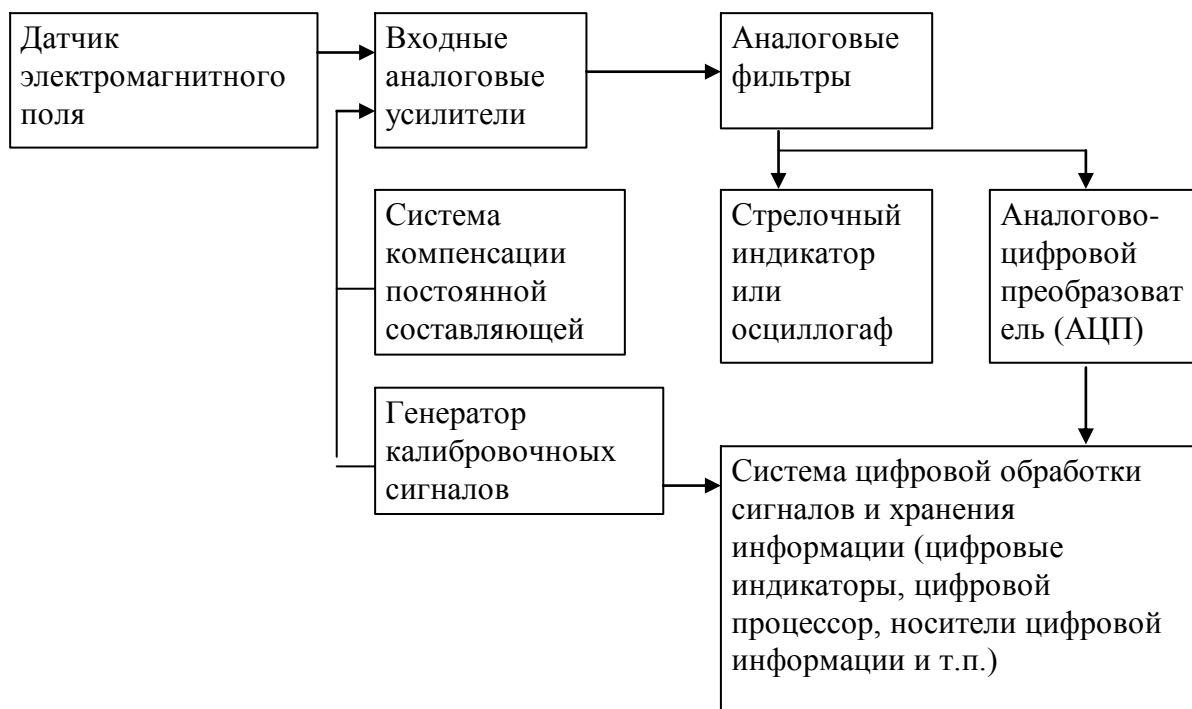 Датчик
электромагнитного
поля
Входные
аналоговые
усилители
Аналоговые
фильтры
Система
компенсации
постоянной
составляющей
Стрелочный
индикатор
или
осциллогаф
Аналогово-
цифровой
преобразоват
ель (АЦП)
Генератор
калибровочноых
сигналов
Система цифровой обработки
сигналов и хранения
информации (цифровые
индикаторы, цифровой
процессор, носители цифровой
информации и т.п.)